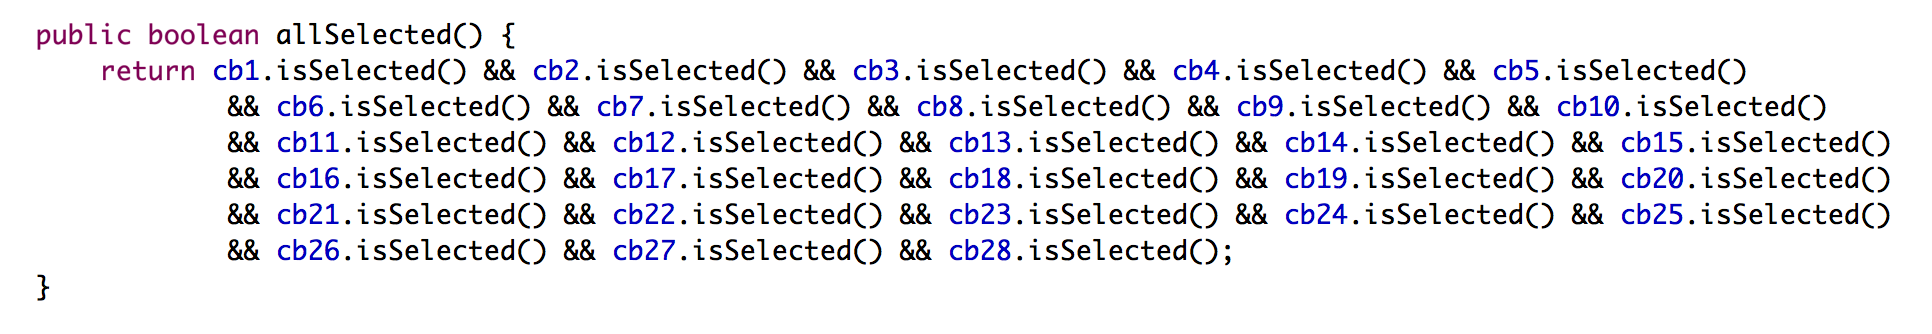 public boolean allSelected() {
return cb1.isSelected() && cb2.isSelected() && cb3.isSelected() && cb4.isSelected() && cb5.isSelected()
&& cb6.isSelected() && cb7.isSelected() && cb8.isSelected() && cb9.isSelected() && cb10.isSelected()
&& cb11.isSelected() && cb12.isSelected() && cb13.isSelected() && cb14.isSelected() && cb15.isSelected()
&& cb16.isSelected() && cb17.isSelected() && cb18.isSelected() && cb19.isSelected() && cb20.isSelected()
&& cb21.isSelected() && cb22.isSelected() && cb23.isSelected() && cb24.isSelected() && cb25.isSelected()
&& cb26.isSelected() && cb27.isSelected() && cb28.isSelected();
}